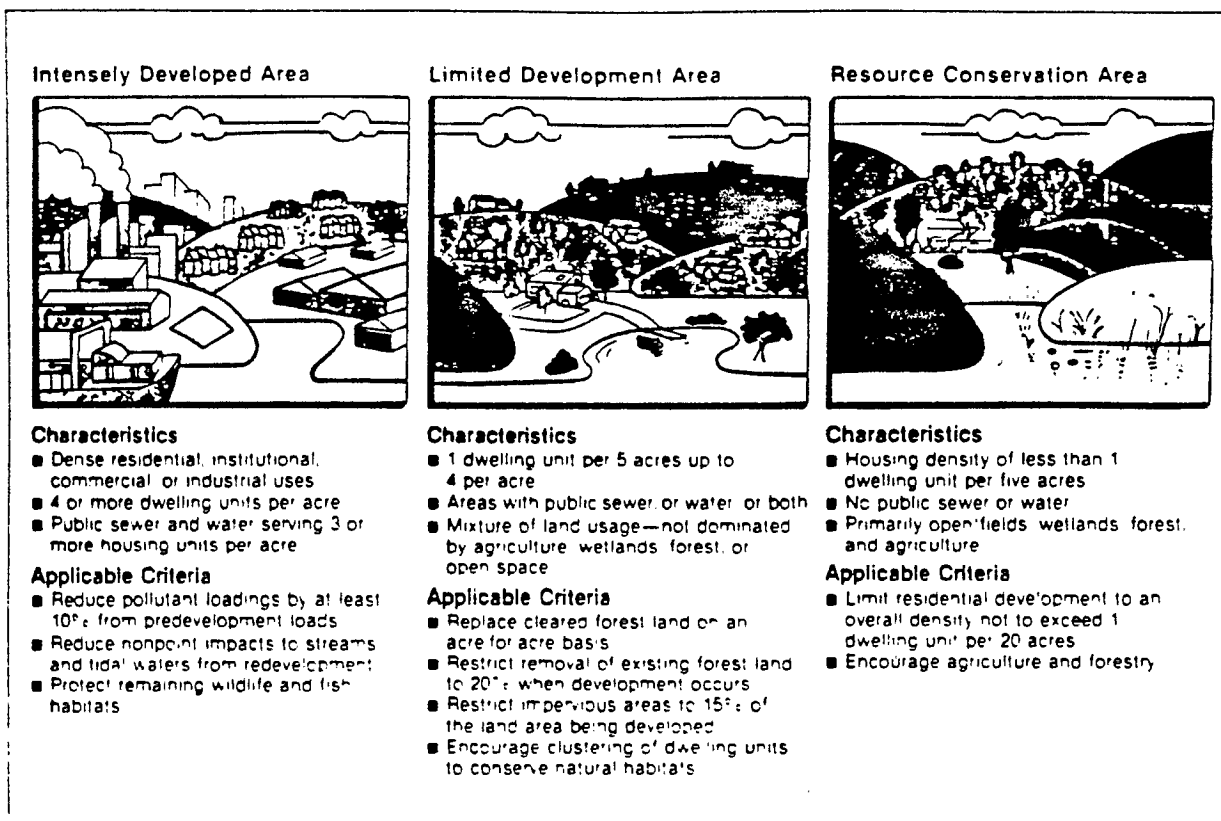 Intensely Developed Area
Characteristics
■ Dense residential, institutional,
commercial or industrial uses
■ 4 or more dwelling units per acre
■ Public sewer and water serving 3 or
more housing units per acre
Applicable Criteria
■ Reduce pollutant loadings by at least
10% from predevelopment loads
■ Reduce nonpoint impacts to streams
and tidal waters from redevelopment
■ Protect remaining wildlife and fish
habitats
Limited Development Area
Characteristics
■ 1 dwelling unit per 5 acres up to
4 per acre
■ Areas with public sewer, or water, or both
■ Mixture of land usage—not dominated
by agriculture wetlands forest, or
open space
Applicable Criteria
■ Replace cleared forest land on an
acre for acre basis
■ Restrict removal of existing forest land
to 20% when development occurs
■ Restrict impervious areas to 15% of
the land area being developed
■ Encourage clustering of dwelling units
to conserve natural habitats
Resource Conservation Area
Characteristics
■ Housing density of less than 1
dwelling unit per five acres
■ No public sewer or water
■ Primarily open fields wetlands forest,
and agriculture
Applicable Criteria
■ Limit residential development to an
overall density not to exceed 1
dwelling unit per 20 acres
■ Encourage agriculture and forestry